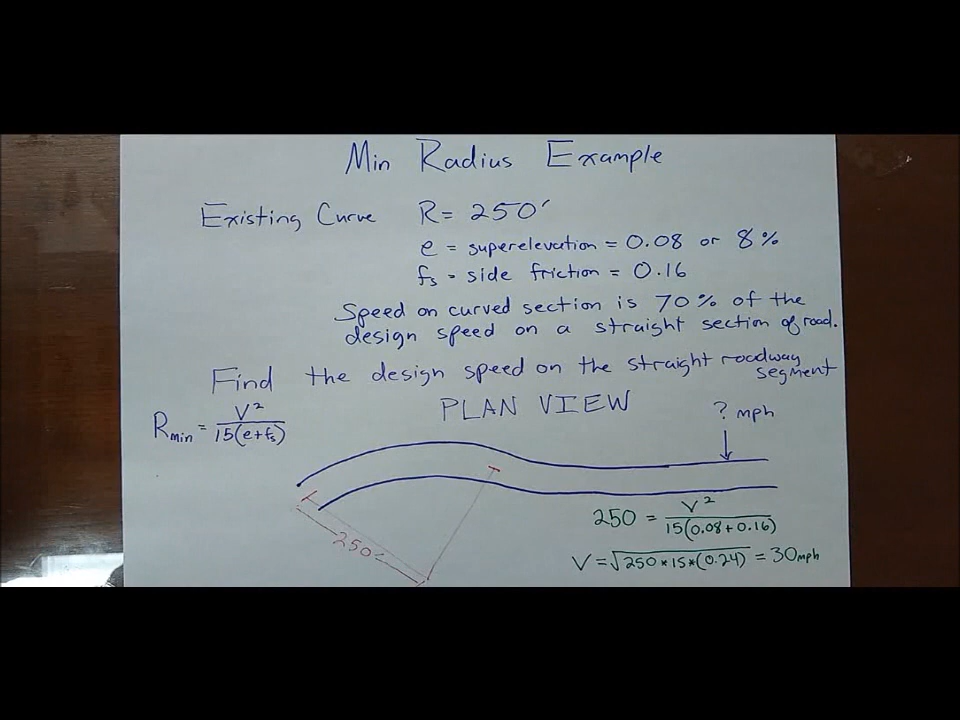 Min Radius Example
Existing Curve R = 250'
e = superelevation = 0.08 or 8%
fs = side friction = 0.16
Speed on curved section is 70% of the
design speed on a straight section of road.
Find the design speed on the straight roadway
segment
Rmin = V² / 15(e+fs)
PLAN VIEW
? mph
250'
250 = V² / 15(0.08+0.16)
V = √250*15*(0.24) = 30mph